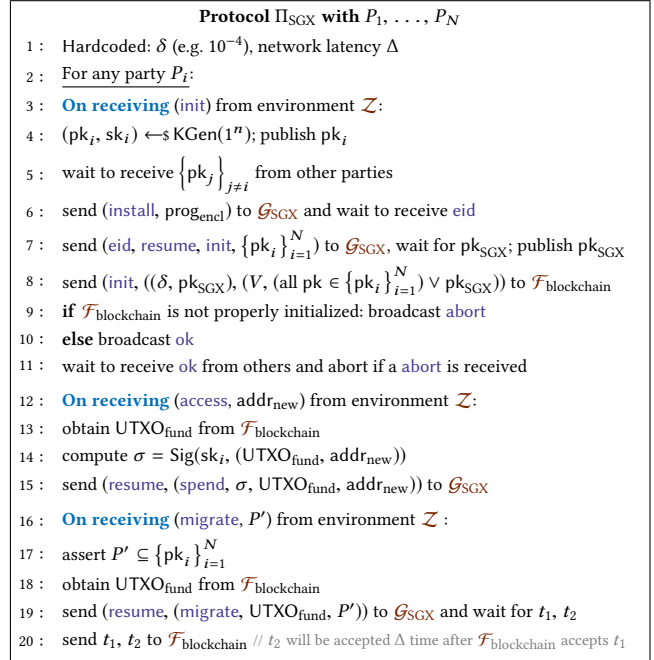 Protocol Π_SGX with P_1, . . . , P_N
1 : Hardcoded: δ (e.g. 10^{-4}), network latency Δ
2 : For any party P_i:
3 : On receiving (init) from environment 𝒵:
4 : (pk_i, sk_i) ←$ KGen(1^n); publish pk_i
5 : wait to receive {pk_j}_{j≠i} from other parties
6 : send (install, prog_encl) to 𝒢_SGX and wait to receive eid
7 : send (eid, resume, init, {pk_i}_{i=1}^N) to 𝒢_SGX, wait for pk_SGX; publish pk_SGX
8 : send (init, ((δ, pk_SGX), (V, (all pk ∈ {pk_i}_{i=1}^N) ∨ pk_SGX)) to ℱ_blockchain
9 : if ℱ_blockchain is not properly initialized: broadcast abort
10 : else broadcast ok
11 : wait to receive ok from others and abort if a abort is received
12 : On receiving (access, addr_new) from environment 𝒵:
13 : obtain UTXO_fund from ℱ_blockchain
14 : compute σ = Sig(sk_i, (UTXO_fund, addr_new))
15 : send (resume, (spend, σ, UTXO_fund, addr_new)) to 𝒢_SGX
16 : On receiving (migrate, P′) from environment 𝒵 :
17 : assert P′ ⊆ {pk_i}_{i=1}^N
18 : obtain UTXO_fund from ℱ_blockchain
19 : send (resume, (migrate, UTXO_fund, P′)) to 𝒢_SGX and wait for t_1, t_2
20 : send t_1, t_2 to ℱ_blockchain // t_2 will be accepted Δ time after ℱ_blockchain accepts t_1